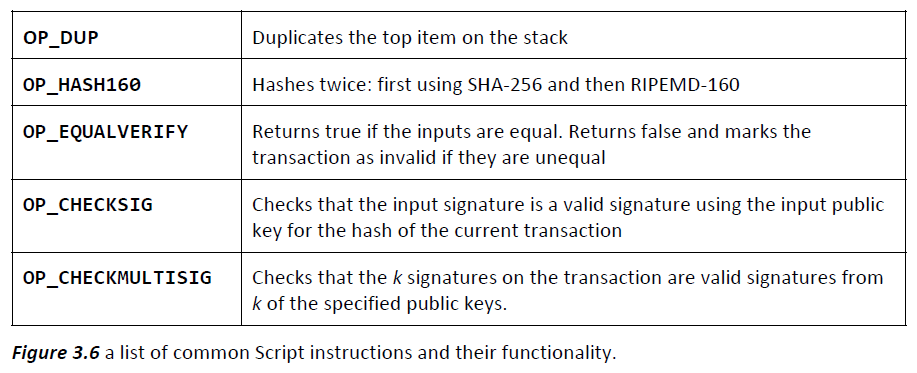 OP_DUP
Duplicates the top item on the stack
OP_HASH160
Hashes twice: first using SHA-256 and then RIPEMD-160
OP_EQUALVERIFY
Returns true if the inputs are equal. Returns false and marks the
transaction as invalid if they are unequal
OP_CHECKSIG
Checks that the input signature is a valid signature using the input public
key for the hash of the current transaction
OP_CHECKMULTISIG
Checks that the k signatures on the transaction are valid signatures from
k of the specified public keys.
Figure 3.6 a list of common Script instructions and their functionality.